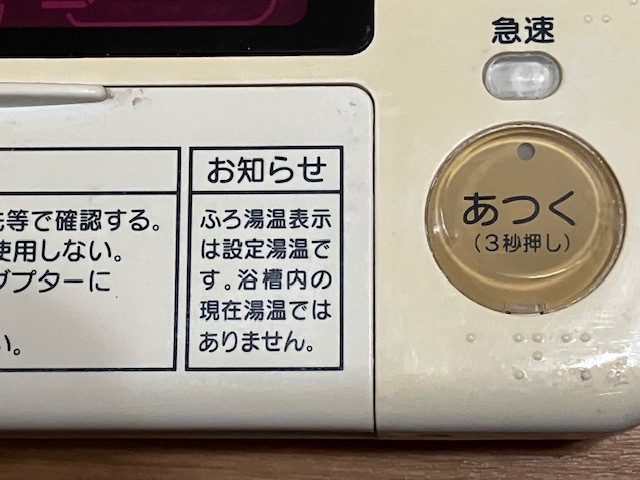 急速
あつく
(3秒押し)
お知らせ
ふろ湯温表示
は設定湯温で
す。浴槽内の
現在湯温では
ありません。
等で確認する。
使用しない。
プターに
い。